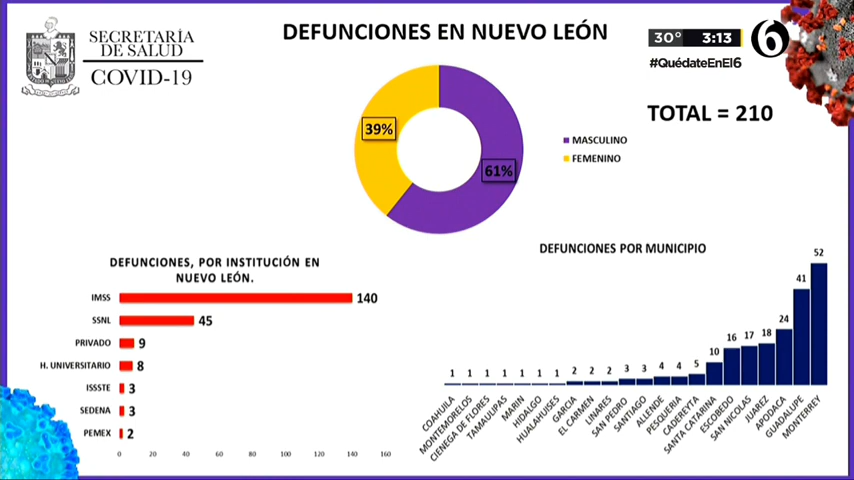 SECRETARÍA
DE SALUD
COVID-19
DEFUNCIONES EN NUEVO LEÓN
30° 3:13 6
#QuédateEnEl6
TOTAL = 210
39%
61%
MASCULINO
FEMENINO
DEFUNCIONES, POR INSTITUCIÓN EN
NUEVO LEÓN.
IMSS 140
SSNL 45
PRIVADO 9
H. UNIVERSITARIO 8
ISSSTE 3
SEDENA 3
PEMEX 2
0 20 40 60 80 100 120 140 160
DEFUNCIONES POR MUNICIPIO
1 1 1 1 1 1 1 2 2 2 3 3 4 4 5 10 16 17 18 24 41 52
COAHUILA
MONTEMORELOS
CIENEGA DE FLORES
TAMAULIPAS
MARIN
HIDALGO
HUALAHUISES
GARCIA
EL CARMEN
LINARES
SAN PEDRO
SANTIAGO
ALLENDE
PESQUERIA
CADEREYTA
SANTA CATARINA
ESCOBEDO
SAN NICOLAS
JUAREZ
APODACA
GUADALUPE
MONTERREY